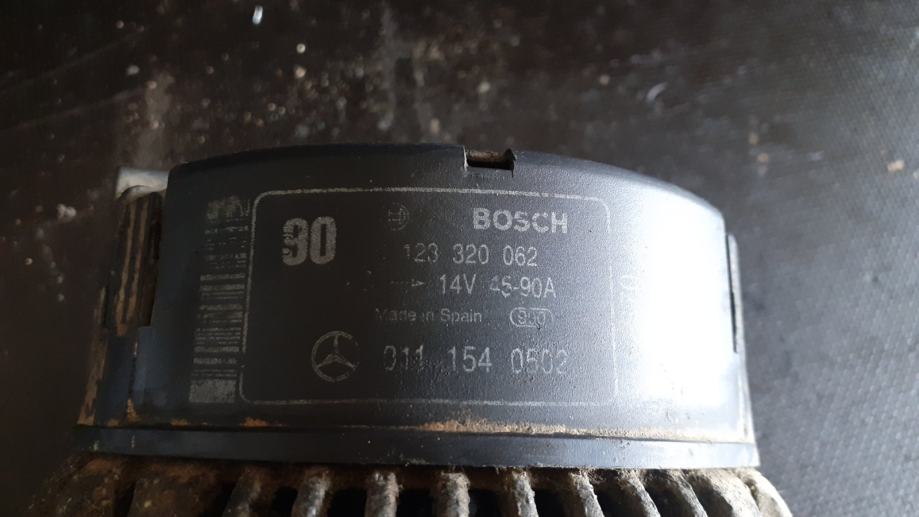 90
BOSCH
123 320 062
14V 45-90A
Made in Spain
011 154 0502